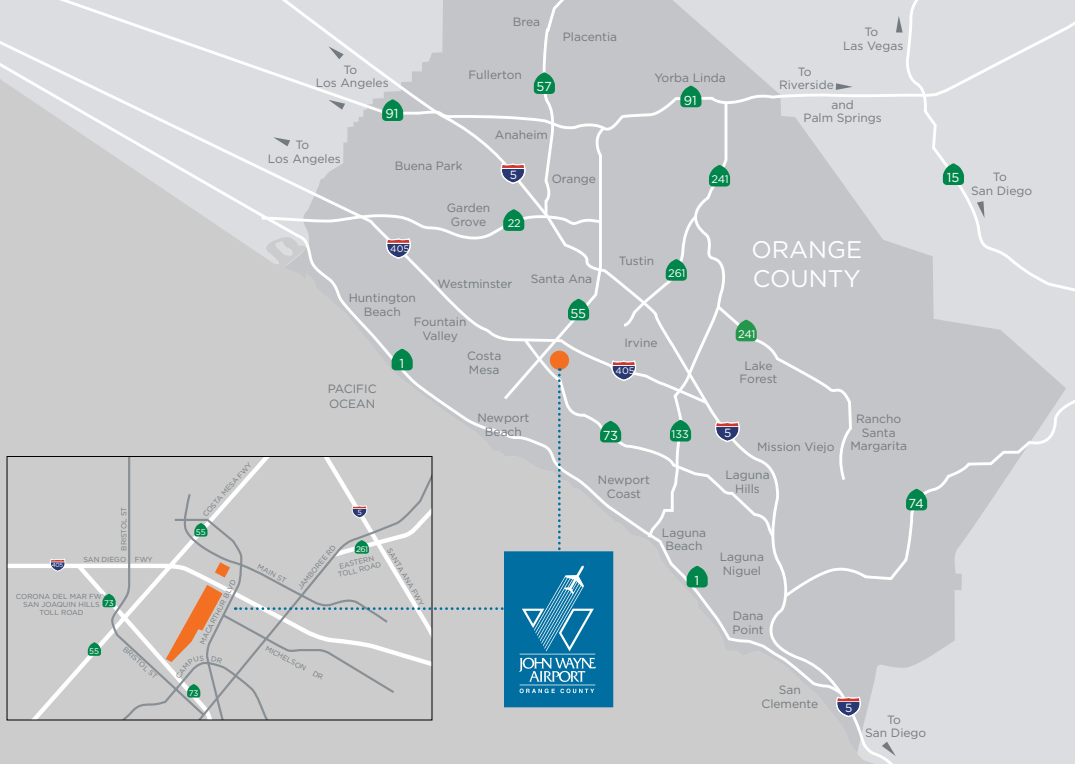 Brea
Placentia
To
Las Vegas
To
Los Angeles
Fullerton
57
Yorba Linda
91
To
Riverside
and
Palm Springs
91
Anaheim
To
Los Angeles
Buena Park
5
Orange
241
15
To
San Diego
Garden
Grove
22
405
ORANGE
COUNTY
Tustin
261
Westminster
Santa Ana
Huntington
Beach
55
Fountain
Valley
241
Irvine
1
Costa
Mesa
405
Lake
Forest
PACIFIC
OCEAN
Newport
Beach
73
133
5
Mission Viejo
Rancho
Santa
Margarita
Newport
Coast
Laguna
Hills
74
Laguna
Beach
Laguna
Niguel
1
Dana
Point
San
Clemente
5
To
San Diego
BRISTOL ST
COSTA MESA FWY
55
5
SAN DIEGO FWY
405
MAIN ST
JAMBOREE RD
261
EASTERN
TOLL ROAD
SANTA ANA FWY
CORONA DEL MAR FWY
SAN JOAQUIN HILLS
TOLL ROAD
73
MACARTHUR BLVD
55
BRISTOL ST
CAMPUS DR
MICHELSON DR
73
JOHN WAYNE
AIRPORT
ORANGE COUNTY